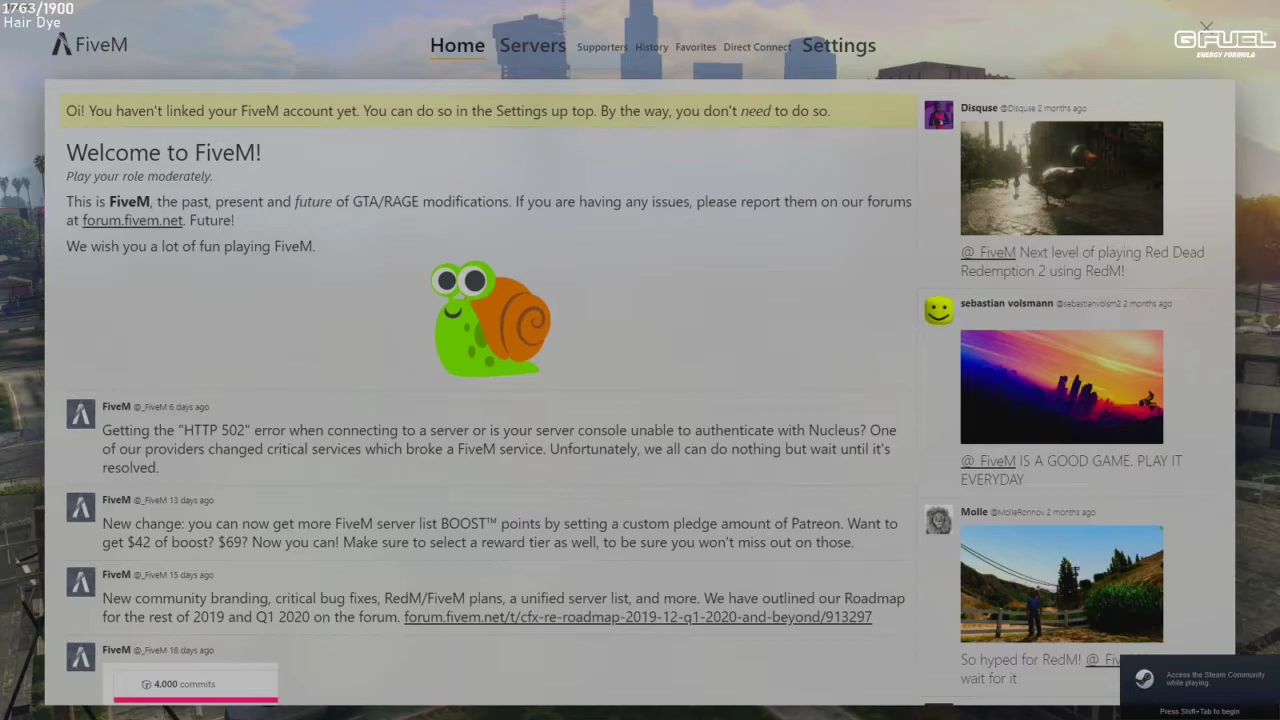 1763/1900
Hair Dye
FiveM
Home Servers Supporters History Favorites Direct Connect Settings
GFUEL
ENERGY FORMULA
Oi! You haven't linked your FiveM account yet. You can do so in the Settings up top. By the way, you don't need to do so.
Welcome to FiveM!
Play your role moderately.
This is FiveM, the past, present and future of GTA/RAGE modifications. If you are having any issues, please report them on our forums
at forum.fivem.net. Future!
We wish you a lot of fun playing FiveM.
FiveM @_FiveM 6 days ago
Getting the "HTTP 502" error when connecting to a server or is your server console unable to authenticate with Nucleus? One
of our providers changed critical services which broke a FiveM service. Unfortunately, we all can do nothing but wait until it's
resolved.
FiveM @_FiveM 13 days ago
New change: you can now get more FiveM server list BOOST™ points by setting a custom pledge amount of Patreon. Want to
get $42 of boost? $69? Now you can! Make sure to select a reward tier as well, to be sure you won't miss out on those.
FiveM @_FiveM 15 days ago
New community branding, critical bug fixes, RedM/FiveM plans, a unified server list, and more. We have outlined our Roadmap
for the rest of 2019 and Q1 2020 on the forum. forum.fivem.net/t/cfx-re-roadmap-2019-12-q1-2020-and-beyond/913297
FiveM @_FiveM 18 days ago
4,000 commits
Disquse @Disquse 2 months ago
@_FiveM Next level of playing Red Dead
Redemption 2 using RedM!
sebastian volsmann @sebastianvolsm2 2 months ago
@_FiveM IS A GOOD GAME. PLAY IT
EVERYDAY
Molle @MolleRonnov 2 months ago
So hyped for RedM! @_Five
wait for it
Access the Steam Community
while playing.
Press Shift+Tab to begin